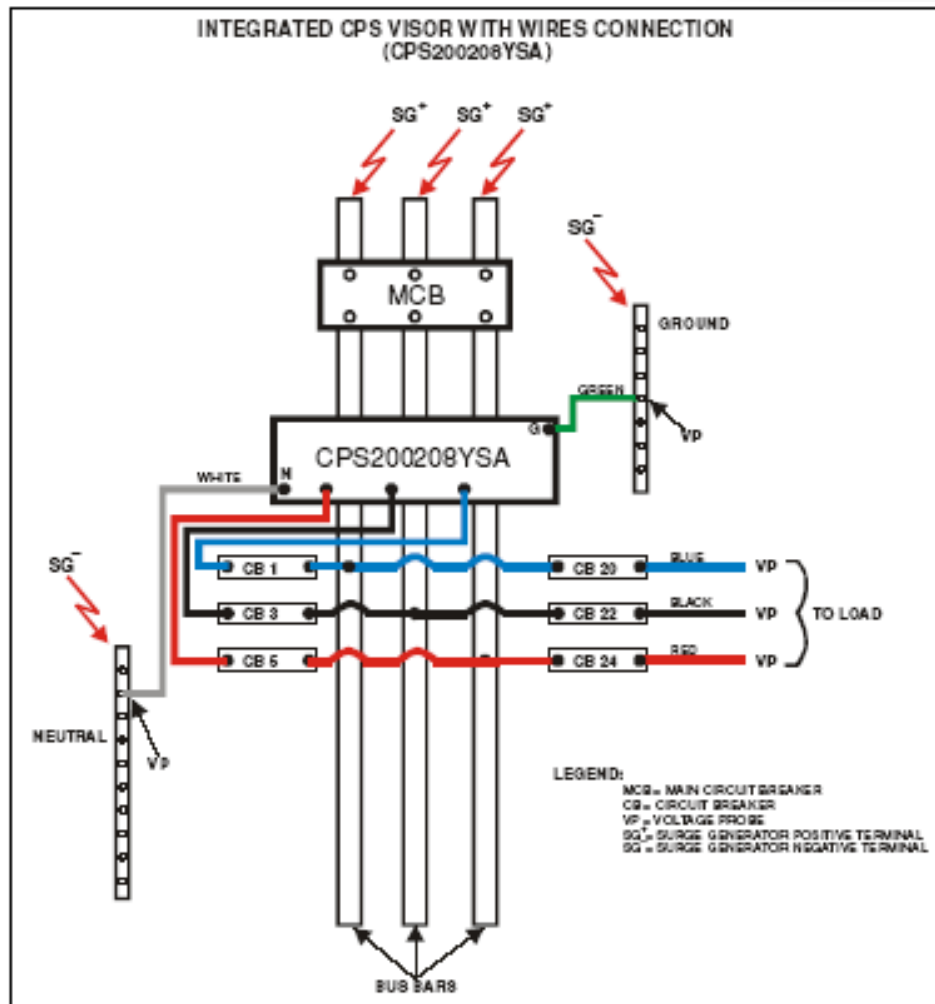 INTEGRATED CPS VISOR WITH WIRES CONNECTION
(CPS200208YSA)
SG+ SG+ SG+
SG-
MCB
GROUND
GREEN
G
VP
CPS200208YSA
WHITE
N
SG-
CB 1
CB 20
BLUE
VP
CB 3
CB 22
BLACK
VP
TO LOAD
CB 5
CB 24
RED
VP
NEUTRAL
VP
LEGEND:
MCB = MAIN CIRCUIT BREAKER
CB = CIRCUIT BREAKER
VP = VOLTAGE PROBE
SG+ = SURGE GENERATOR POSITIVE TERMINAL
SG- = SURGE GENERATOR NEGATIVE TERMINAL
BUS BARS